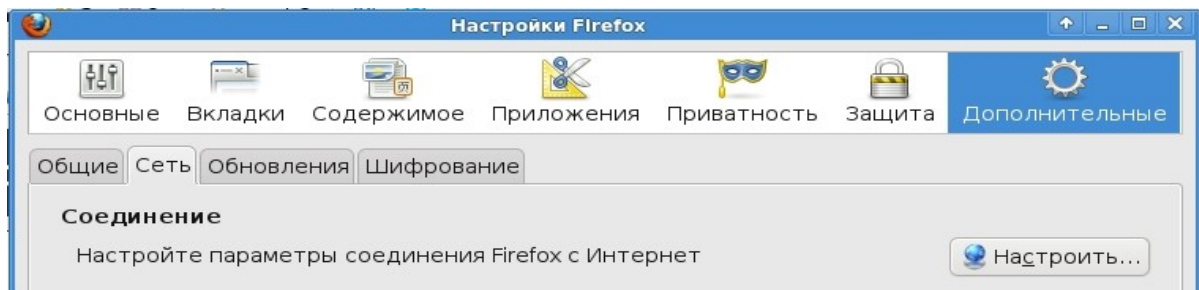 Настройки Firefox
Основные Вкладки Содержимое Приложения Приватность Защита Дополнительные
Общие Сеть Обновления Шифрование
Соединение
Настройте параметры соединения Firefox с Интернет Настроить...